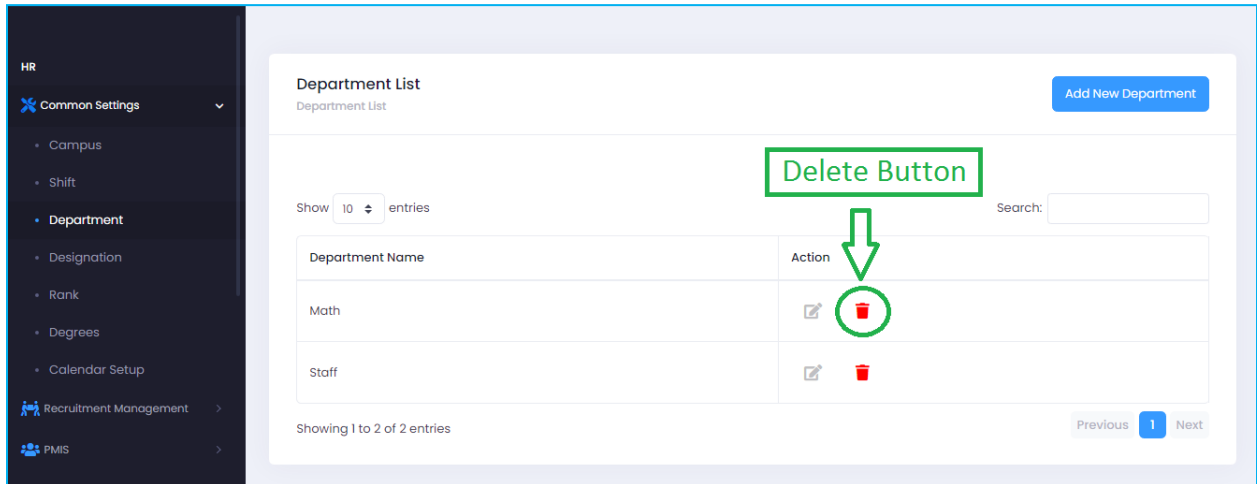 HR
Common Settings
Campus
Shift
Department
Designation
Rank
Degrees
Calendar Setup
Recruitment Management
PMIS
Department List
Department List
Add New Department
Delete Button
Show 10 entries
Search:
Department Name Action
Math
Staff
Showing 1 to 2 of 2 entries
Previous 1 Next